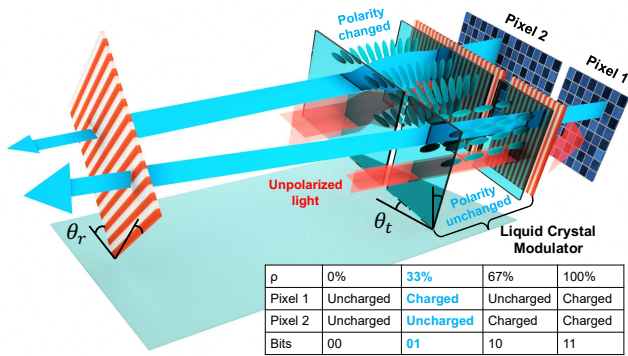 Polarity
changed
Pixel 2
Pixel 1
Unpolarized
light
θr
θt
Polarity
unchanged
Liquid Crystal
Modulator
ρ 0% 33% 67% 100%
Pixel 1 Uncharged Charged Uncharged Charged
Pixel 2 Uncharged Uncharged Charged Charged
Bits 00 01 10 11